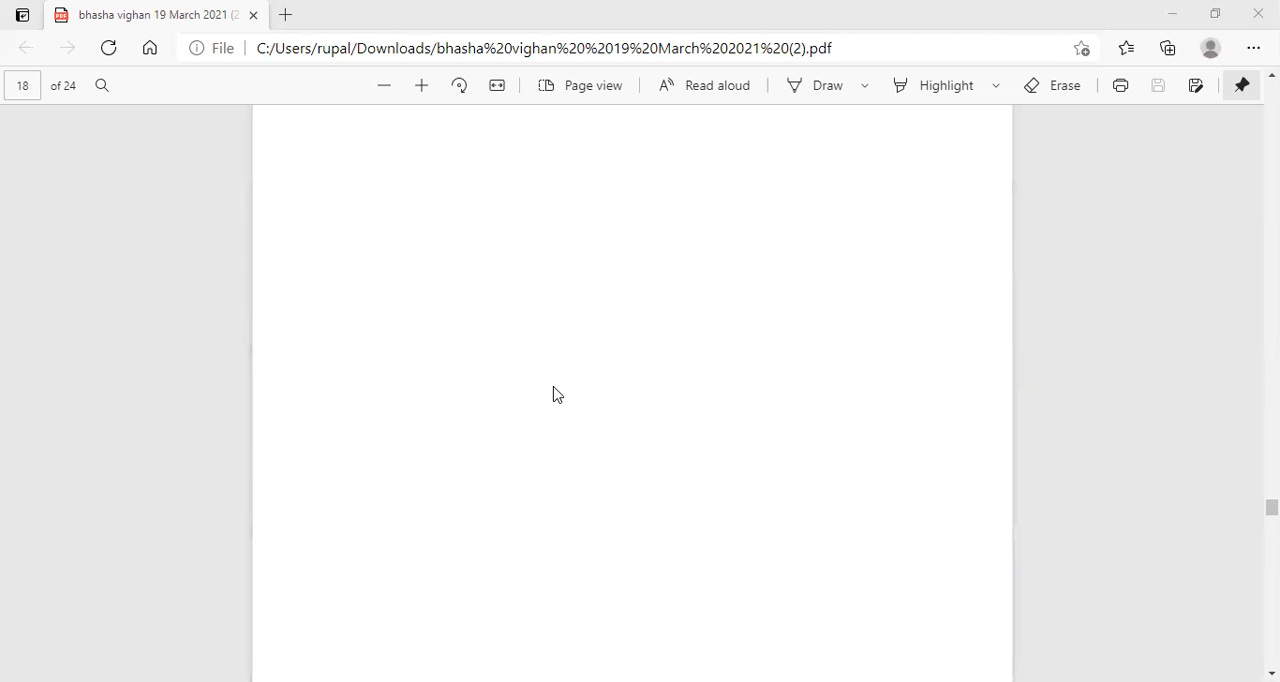 bhasha vighan 19 March 2021 (2
File C:/Users/rupal/Downloads/bhasha%20vighan%20%2019%20March%202021%20(2).pdf
18 of 24 Page view Read aloud Draw Highlight Erase